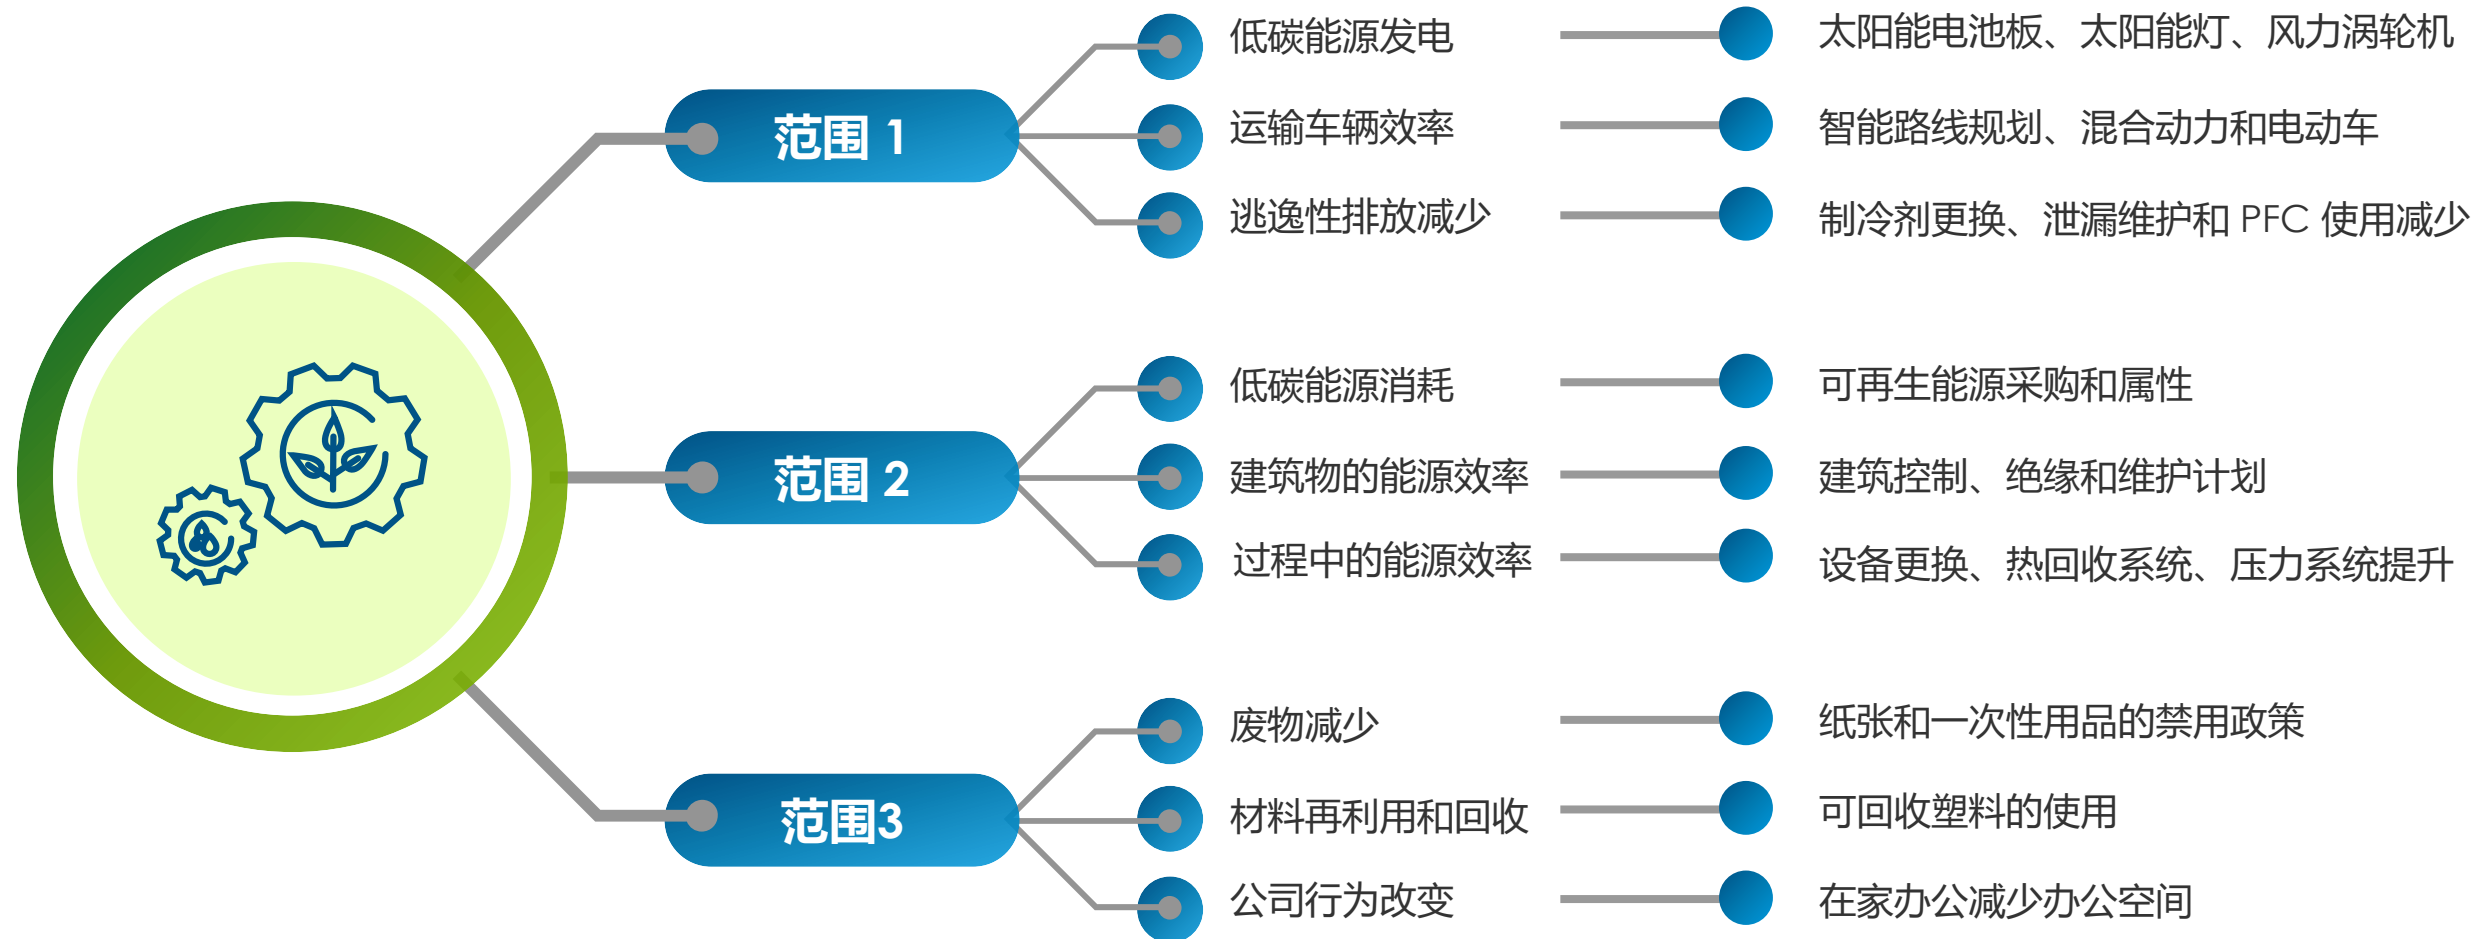 范围 1
低碳能源发电
太阳能电池板、太阳能灯、风力涡轮机
运输车辆效率
智能路线规划、混合动力和电动车
逃逸性排放减少
制冷剂更换、泄漏维护和 PFC 使用减少
范围 2
低碳能源消耗
可再生能源采购和属性
建筑物的能源效率
建筑控制、绝缘和维护计划
过程中的能源效率
设备更换、热回收系统、压力系统提升
范围3
废物减少
纸张和一次性用品的禁用政策
材料再利用和回收
可回收塑料的使用
公司行为改变
在家办公减少办公空间